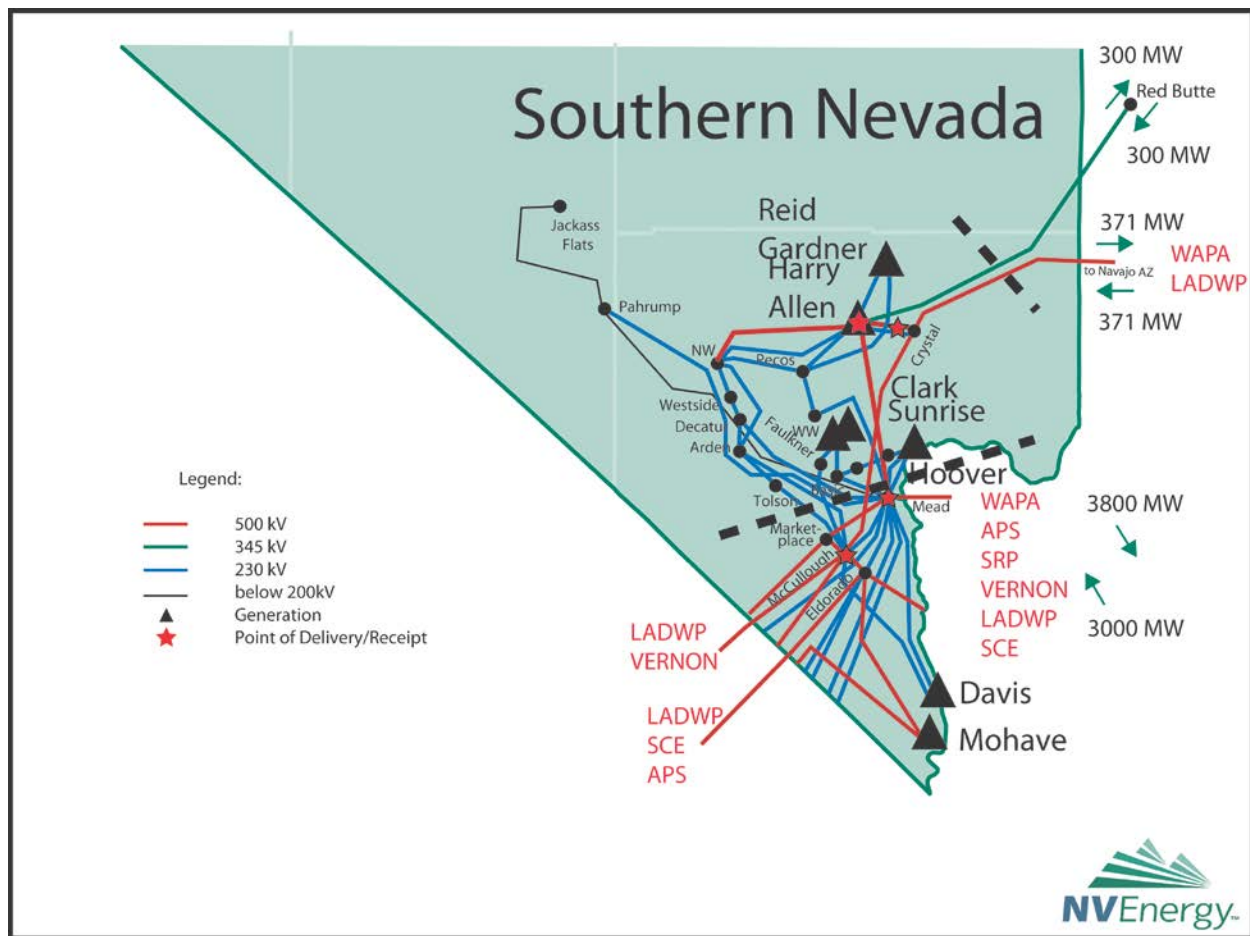 Southern Nevada
300 MW
Red Butte
300 MW
Jackass
Flats
Reid
Gardner
Harry
Allen
371 MW
WAPA
to Navajo AZ
LADWP
371 MW
Pahrump
NW
Pecos
Crystal
Clark
Sunrise
Westside
Decatu
Faulkner
WW
Arden
Hoover
Tolson
Mead
Market-
place
McCullough
Eldorado
WAPA
APS
SRP
VERNON
LADWP
SCE
3800 MW
3000 MW
LADWP
VERNON
LADWP
SCE
APS
Davis
Mohave
Legend:
500 kV
345 kV
230 kV
below 200kV
Generation
Point of Delivery/Receipt
NVEnergy™